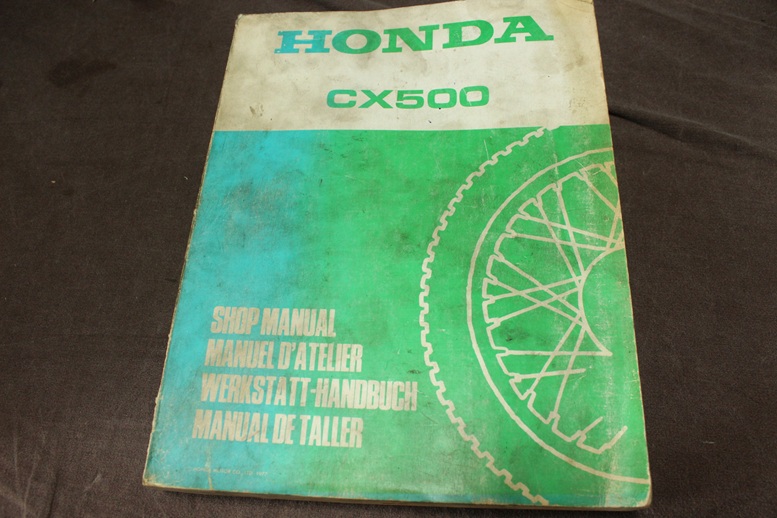 HONDA
CX500
SHOP MANUAL
MANUEL D'ATELIER
WERKSTATT-HANDBUCH
MANUAL DE TALLER